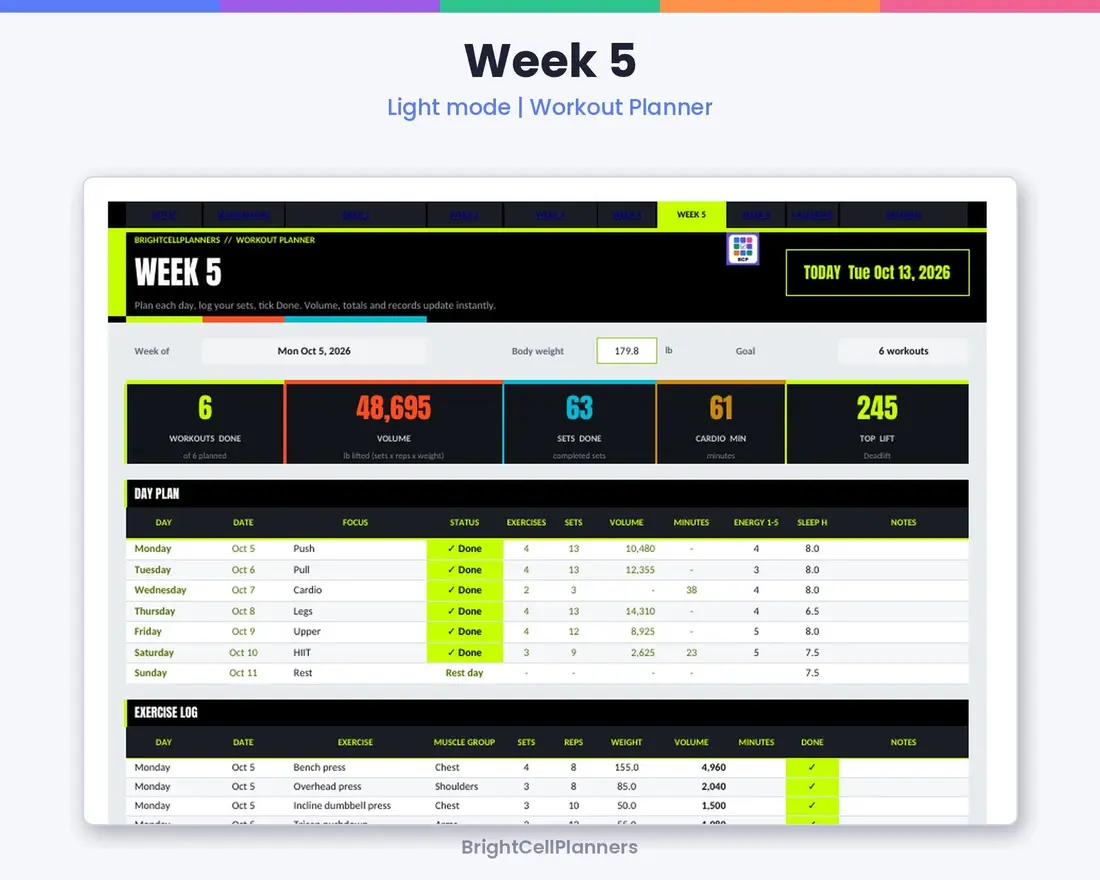 Week 5
Light mode | Workout Planner
WEEK 5
BRIGHTCELLPLANNERS // WORKOUT PLANNER
BCP
WEEK 5
TODAY Tue Oct 13, 2026
Plan each day, log your sets, tick Done. Volume, totals and records update instantly.
Week of Mon Oct 5, 2026 Body weight 179.8 lb Goal 6 workouts
6 48,695 63 61 245
WORKOUTS DONE VOLUME SETS DONE CARDIO MIN TOP LIFT
of 6 planned lb lifted (sets x reps x weight) completed sets minutes Deadlift
DAY PLAN
DAY DATE FOCUS STATUS EXERCISES SETS VOLUME MINUTES ENERGY 1-5 SLEEP H NOTES
Monday Oct 5 Push ✓ Done 4 13 10,480 - 4 8.0
Tuesday Oct 6 Pull ✓ Done 4 13 12,355 - 3 8.0
Wednesday Oct 7 Cardio ✓ Done 2 3 - 38 4 8.0
Thursday Oct 8 Legs ✓ Done 4 13 14,310 - 4 6.5
Friday Oct 9 Upper ✓ Done 4 12 8,925 - 5 8.0
Saturday Oct 10 HIIT ✓ Done 3 9 2,625 23 5 7.5
Sunday Oct 11 Rest Rest day - - - - 7.5
EXERCISE LOG
DAY DATE EXERCISE MUSCLE GROUP SETS REPS WEIGHT VOLUME MINUTES DONE NOTES
Monday Oct 5 Bench press Chest 4 8 155.0 4,960 ✓
Monday Oct 5 Overhead press Shoulders 3 8 85.0 2,040 ✓
Monday Oct 5 Incline dumbbell press Chest 3 10 50.0 1,500 ✓
BrightCellPlanners